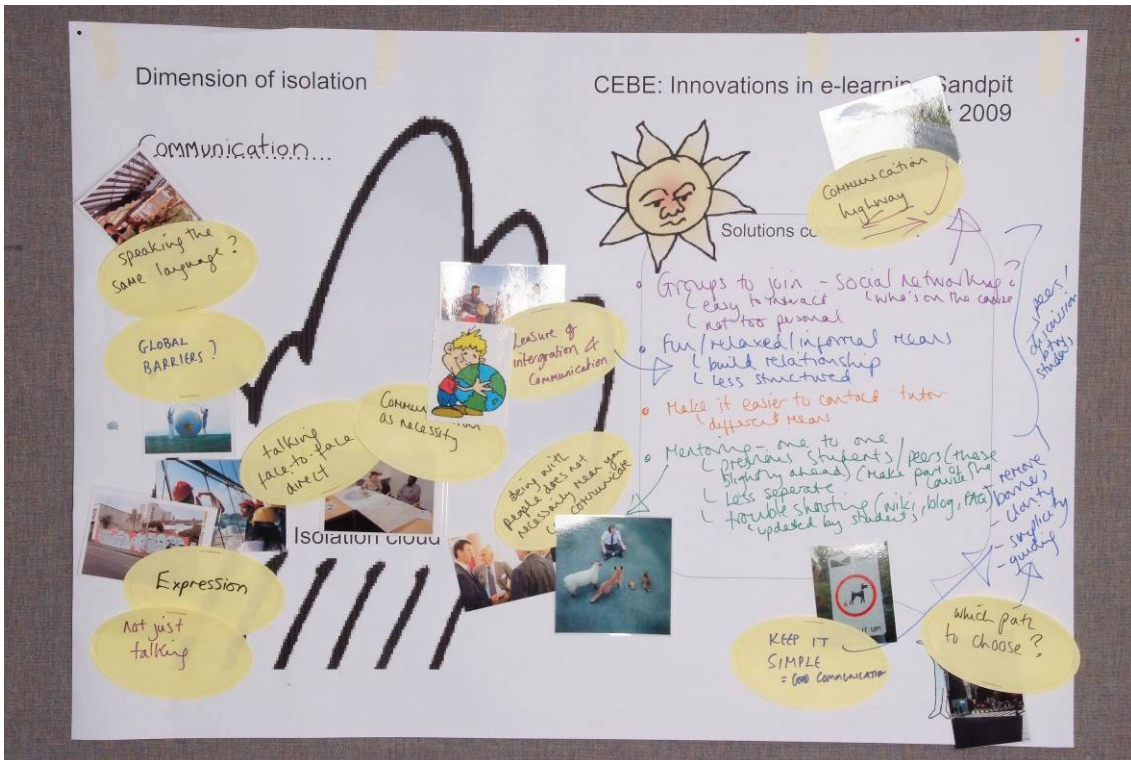 Dimension of isolation
Communication...
CEBE: Innovations in e-learning Sandpit
2009
speaking the
same language?
GLOBAL
BARRIERS?
talking
face-to-face
direct
Commun
as necessity
Isolation cloud
Expression
Not just
talking
intergration &
Communication
being with
people does not
necessarily mean you
communicate
Communication
highway
Solutions
Groups to join - social networking?
easy to interact
who's on the course
not too personal
Fun/relaxed/informal means
build relationship
less structured
Make it easier to contact tutor
different means
Mentoring - one to one
previous students / peers (those
slightly ahead) (make part of the
course)
less seperate
trouble shooting (wiki, blog, FAQ)
updated by students
peers!
discussion
btw
students
- remove
barriers
- clarity
- simplicity
- guiding
KEEP IT
SIMPLE
= GOOD COMMUNICATION
which path
to choose?